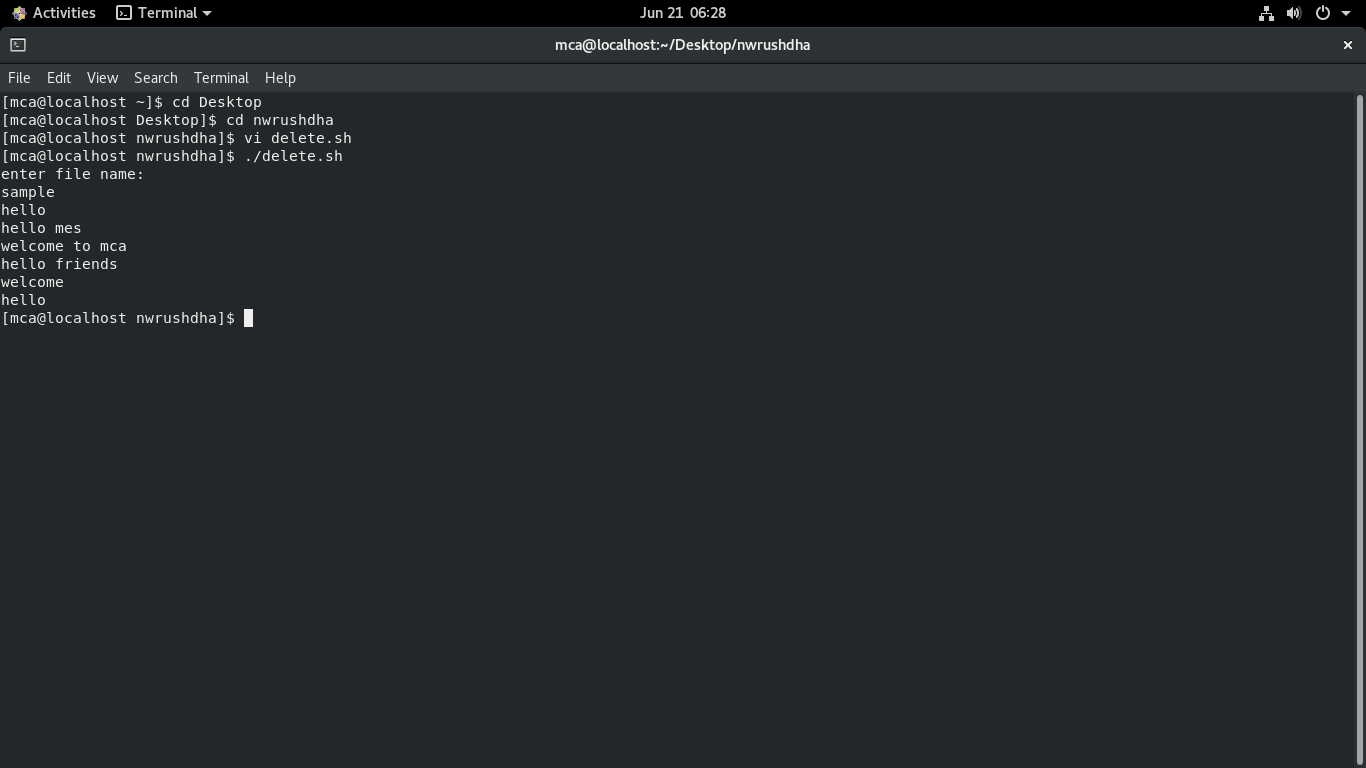 Activities Terminal Jun 21 06:28
mca@localhost:~/Desktop/nwrushdha ×
File Edit View Search Terminal Help
[mca@localhost ~]$ cd Desktop
[mca@localhost Desktop]$ cd nwrushdha
[mca@localhost nwrushdha]$ vi delete.sh
[mca@localhost nwrushdha]$ ./delete.sh
enter file name:
sample
hello
hello mes
welcome to mca
hello friends
welcome
hello
[mca@localhost nwrushdha]$